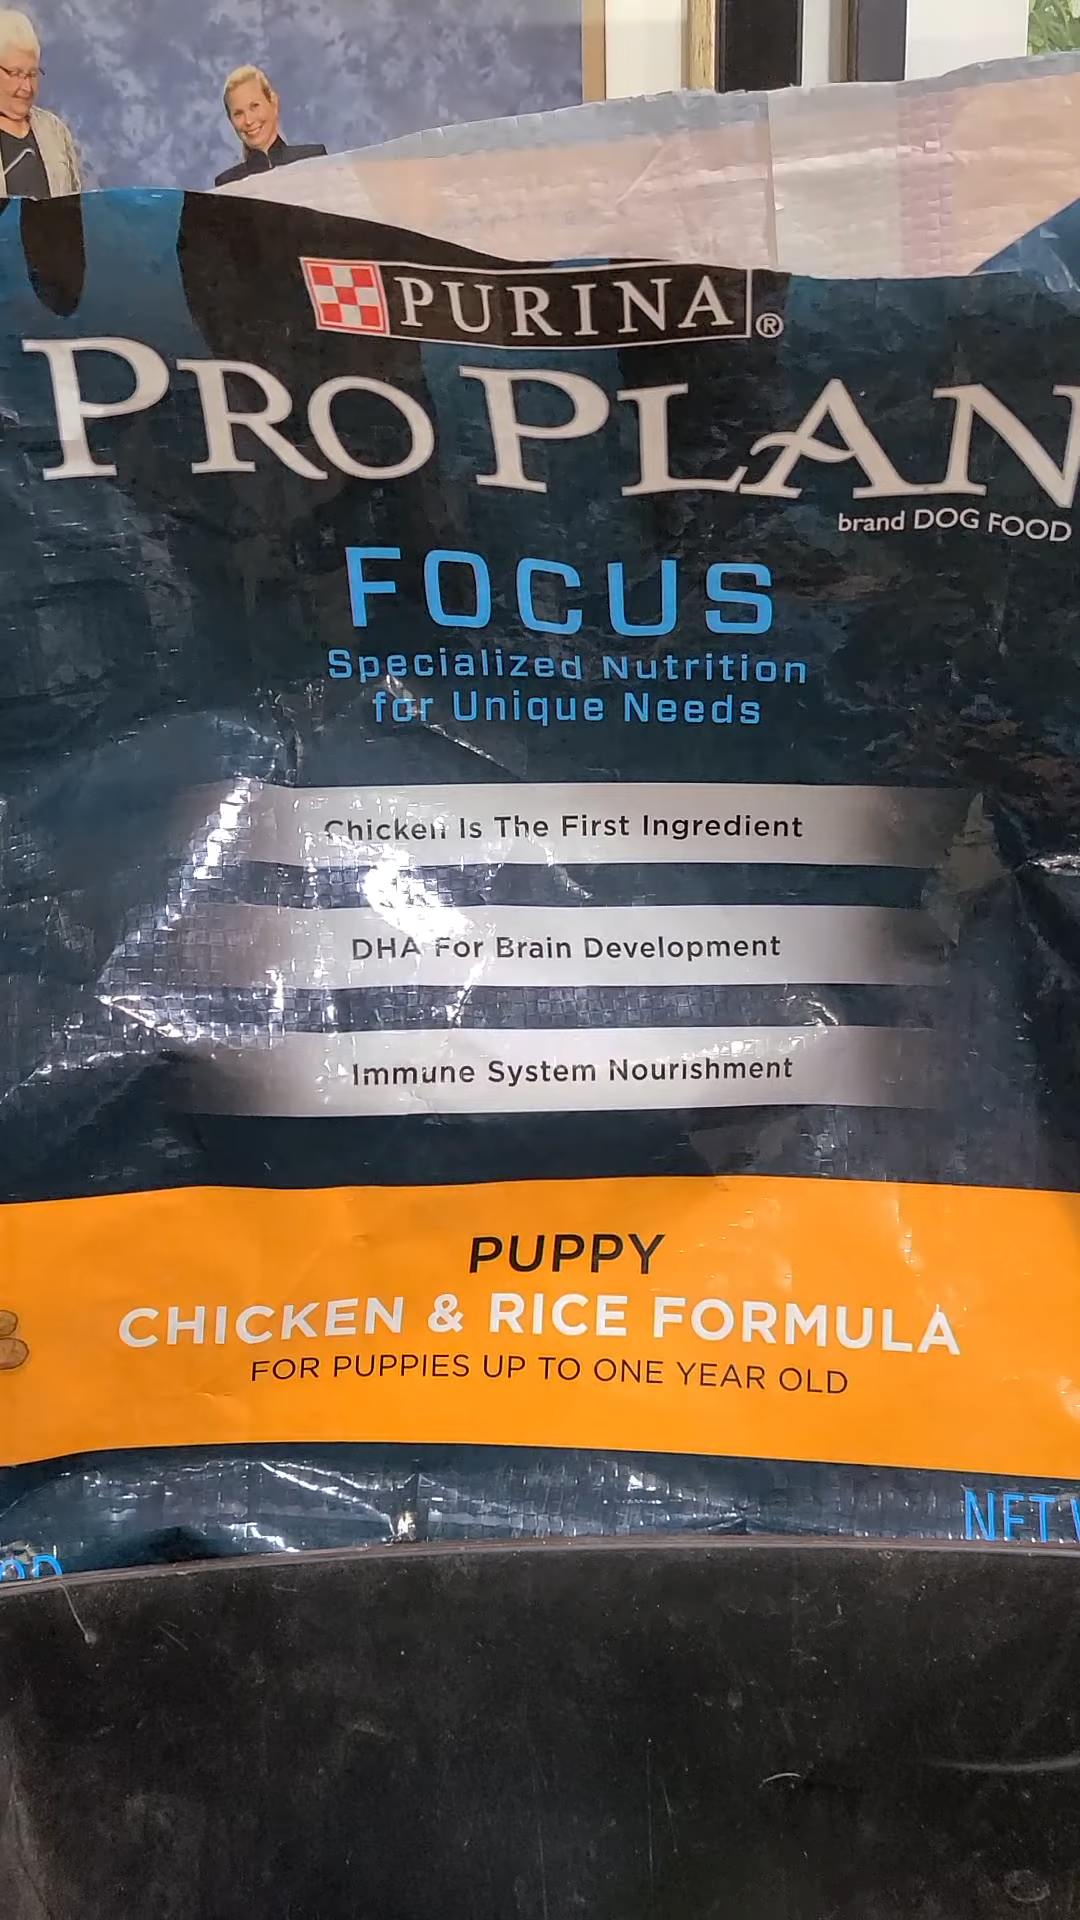 PURINA®
PRO PLAN
brand DOG FOOD
FOCUS
Specialized Nutrition
for Unique Needs
Chicken Is The First Ingredient
DHA For Brain Development
Immune System Nourishment
PUPPY
CHICKEN & RICE FORMULA
FOR PUPPIES UP TO ONE YEAR OLD
NET